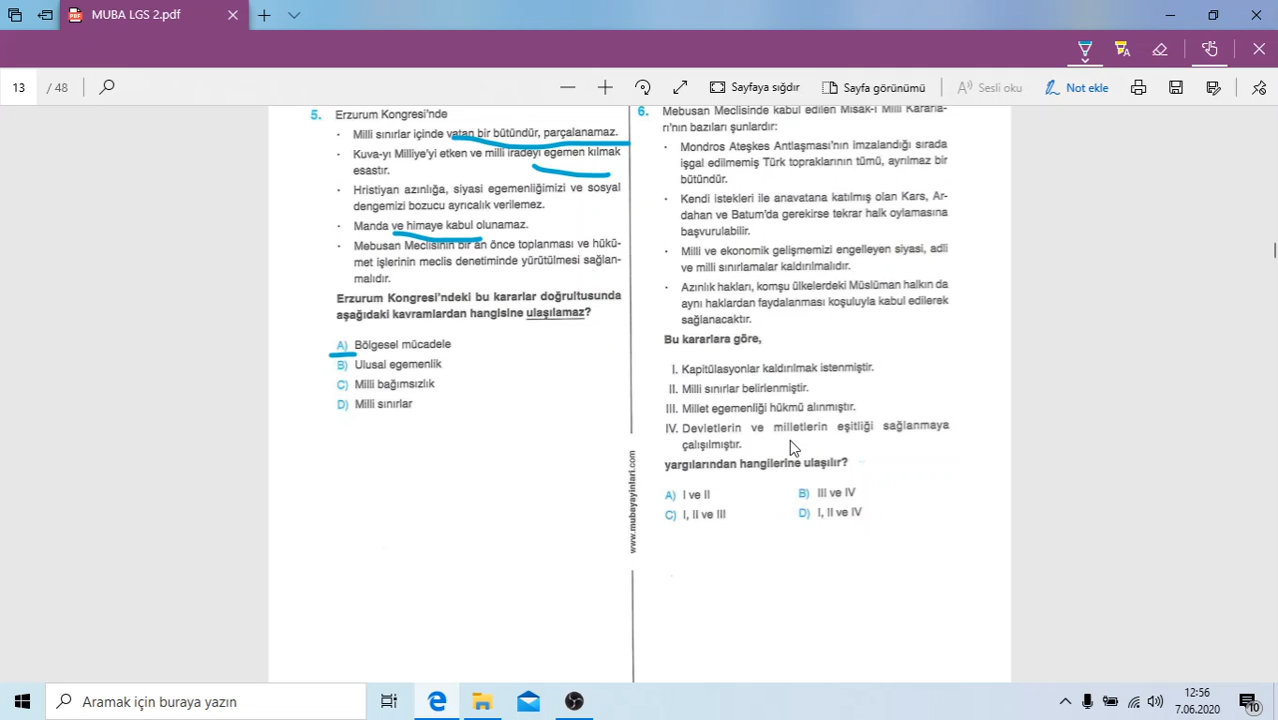 MUBA LGS 2.pdf
13 / 48
Sayfaya sığdır
Sayfa görünümü
Sesli oku
Not ekle
5. Erzurum Kongresi'nde
• Milli sınırlar içinde vatan bir bütündür, parçalanamaz.
• Kuva-yı Milliye'yi etken ve milli iradeyi egemen kılmak
esastır.
• Hristiyan azınlığa, siyasi egemenliğimizi ve sosyal
dengemizi bozucu ayrıcalık verilemez.
• Manda ve himaye kabul olunamaz.
• Mebusan Meclisinin bir an önce toplanması ve hükü-
met işlerinin meclis denetiminde yürütülmesi sağlan-
malıdır.
Erzurum Kongresi'ndeki bu kararlar doğrultusunda
aşağıdaki kavramlardan hangisine ulaşılamaz?
A) Bölgesel mücadele
B) Ulusal egemenlik
C) Milli bağımsızlık
D) Milli sınırlar
www.mubayayinlari.com
6. Mebusan Meclisinde kabul edilen Misak-ı Milli Kararla-
rı'nın bazıları şunlardır:
• Mondros Ateşkes Antlaşması'nın imzalandığı sırada
işgal edilmemiş Türk topraklarının tümü, ayrılmaz bir
bütündür.
• Kendi istekleri ile anavatana katılmış olan Kars, Ar-
dahan ve Batum'da gerekirse tekrar halk oylamasına
başvurulabilir.
• Milli ve ekonomik gelişmemizi engelleyen siyasi, adli
ve milli sınırlamalar kaldırılmalıdır.
• Azınlık hakları, komşu ülkelerdeki Müslüman halkın da
aynı haklardan faydalanması koşuluyla kabul edilerek
sağlanacaktır.
Bu kararlara göre,
I. Kapitülasyonlar kaldırılmak istenmiştir.
II. Milli sınırlar belirlenmiştir.
III. Millet egemenliği hükmü alınmıştır.
IV. Devletlerin ve milletlerin eşitliği sağlanmaya
çalışılmıştır.
yargılarından hangilerine ulaşılır?
A) I ve II
B) III ve IV
C) I, II ve III
D) I, II ve IV
Aramak için buraya yazın
12:56
7.06.2020
10